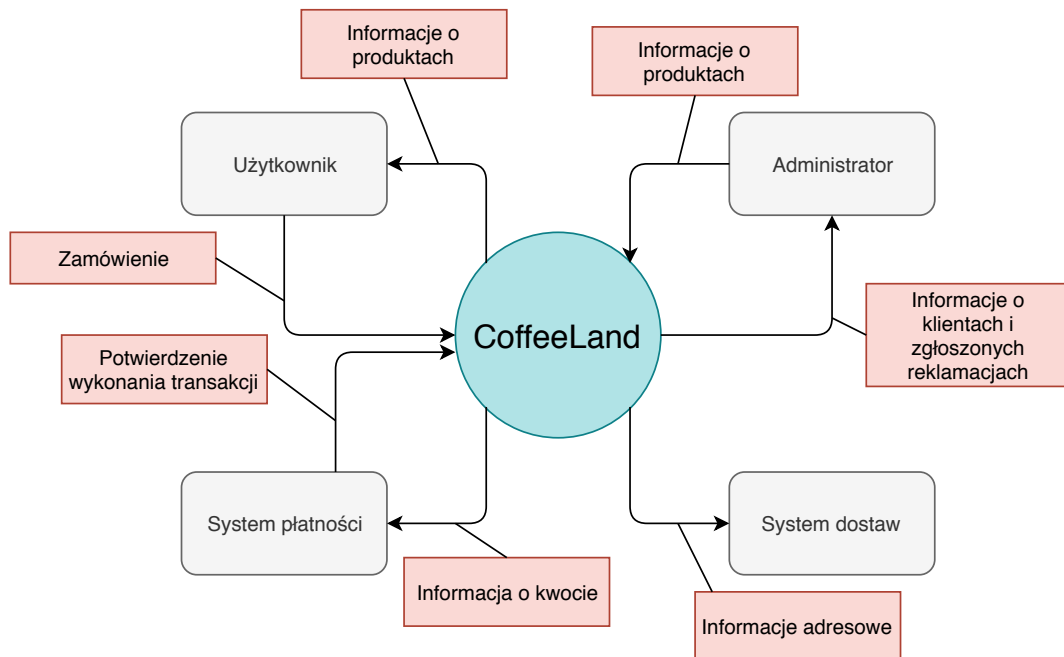 Informacje o
produktach
Informacje o
produktach
Użytkownik
Administrator
Zamówienie
CoffeeLand
Informacje o
klientach i
zgłoszonych
reklamacjach
Potwierdzenie
wykonania transakcji
System płatności
System dostaw
Informacja o kwocie
Informacje adresowe